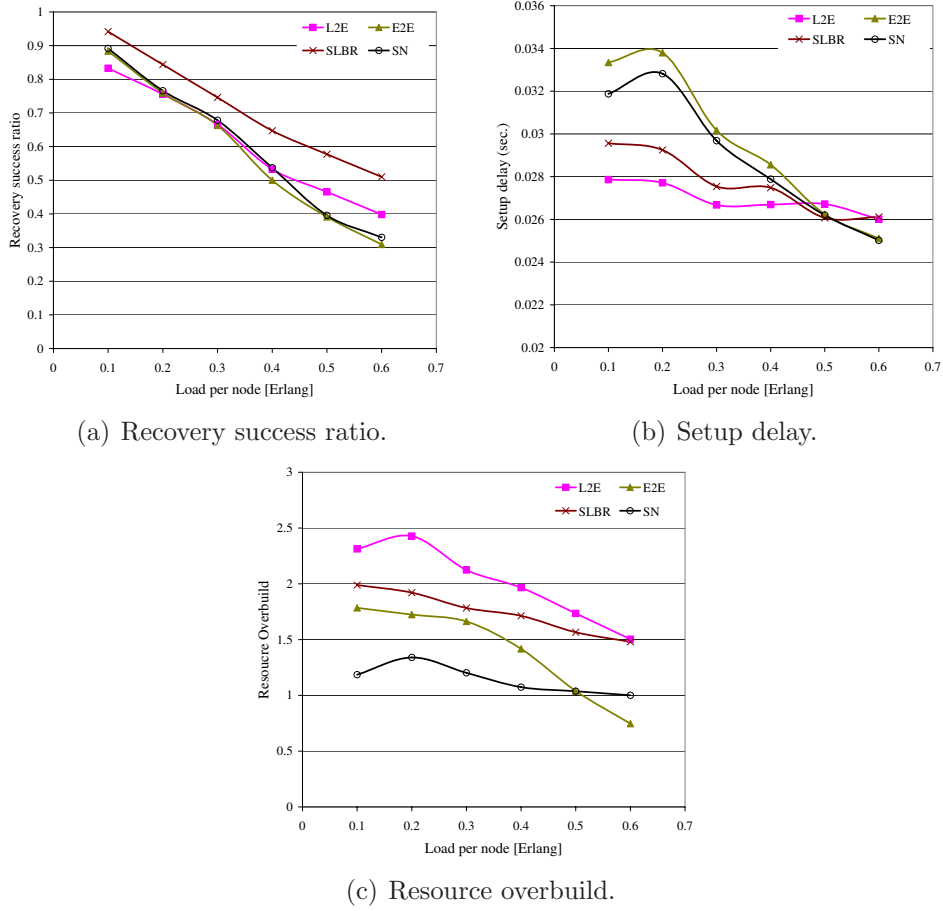 1
0.9
0.8
0.7
0.6
0.5
0.4
0.3
0.2
0.1
0
Recovery success ratio
L2E E2E
SLBR SN
0 0.1 0.2 0.3 0.4 0.5 0.6 0.7
Load per node [Erlang]
(a) Recovery success ratio.
0.036
0.034
0.032
0.03
0.028
0.026
0.024
0.022
0.02
Setup delay (sec.)
L2E E2E
SLBR SN
0 0.1 0.2 0.3 0.4 0.5 0.6 0.7
Load per node [Erlang]
(b) Setup delay.
3
2.5
2
1.5
1
0.5
0
Resoucre Overbuild
L2E E2E
SLBR SN
0 0.1 0.2 0.3 0.4 0.5 0.6 0.7
Load per node [Erlang]
(c) Resource overbuild.